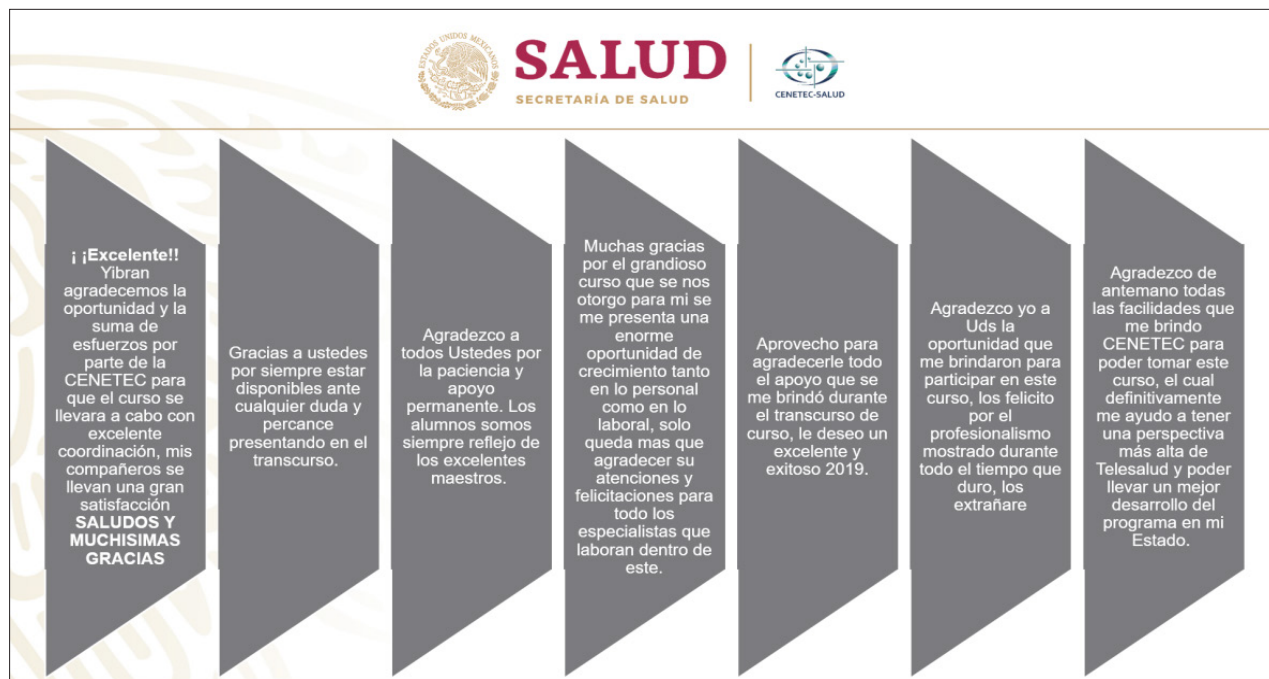 ESTADOS UNIDOS MEXICANOS
SALUD
SECRETARÍA DE SALUD
CENETEC-SALUD
¡ ¡Excelente!!
Yibran
agradecemos la
oportunidad y la
suma de
esfuerzos por
parte de la
CENETEC para
que el curso se
llevara a cabo con
excelente
coordinación, mis
compañeros se
llevan una gran
satisfacción
SALUDOS Y
MUCHISIMAS
GRACIAS
Gracias a ustedes
por siempre estar
disponibles ante
cualquier duda y
percance
presentando en el
transcurso.
Agradezco a
todos Ustedes por
la paciencia y
apoyo
permanente. Los
alumnos somos
siempre reflejo de
los excelentes
maestros.
Muchas gracias
por el grandioso
curso que se nos
otorgo para mi se
me presenta una
enorme
oportunidad de
crecimiento tanto
en lo personal
como en lo
laboral, solo
queda mas que
agradecer su
atenciones y
felicitaciones para
todo los
especialistas que
laboran dentro de
este.
Aprovecho para
agradecerle todo
el apoyo que se
me brindó durante
el transcurso de
curso, le deseo un
excelente y
exitoso 2019.
Agradezco yo a
Uds la
oportunidad que
me brindaron para
participar en este
curso, los felicito
por el
profesionalismo
mostrado durante
todo el tiempo que
duro, los
extrañare
Agradezco de
antemano todas
las facilidades que
me brindo
CENETEC para
poder tomar este
curso, el cual
definitivamente
me ayudo a tener
una perspectiva
más alta de
Telesalud y poder
llevar un mejor
desarrollo del
programa en mi
Estado.